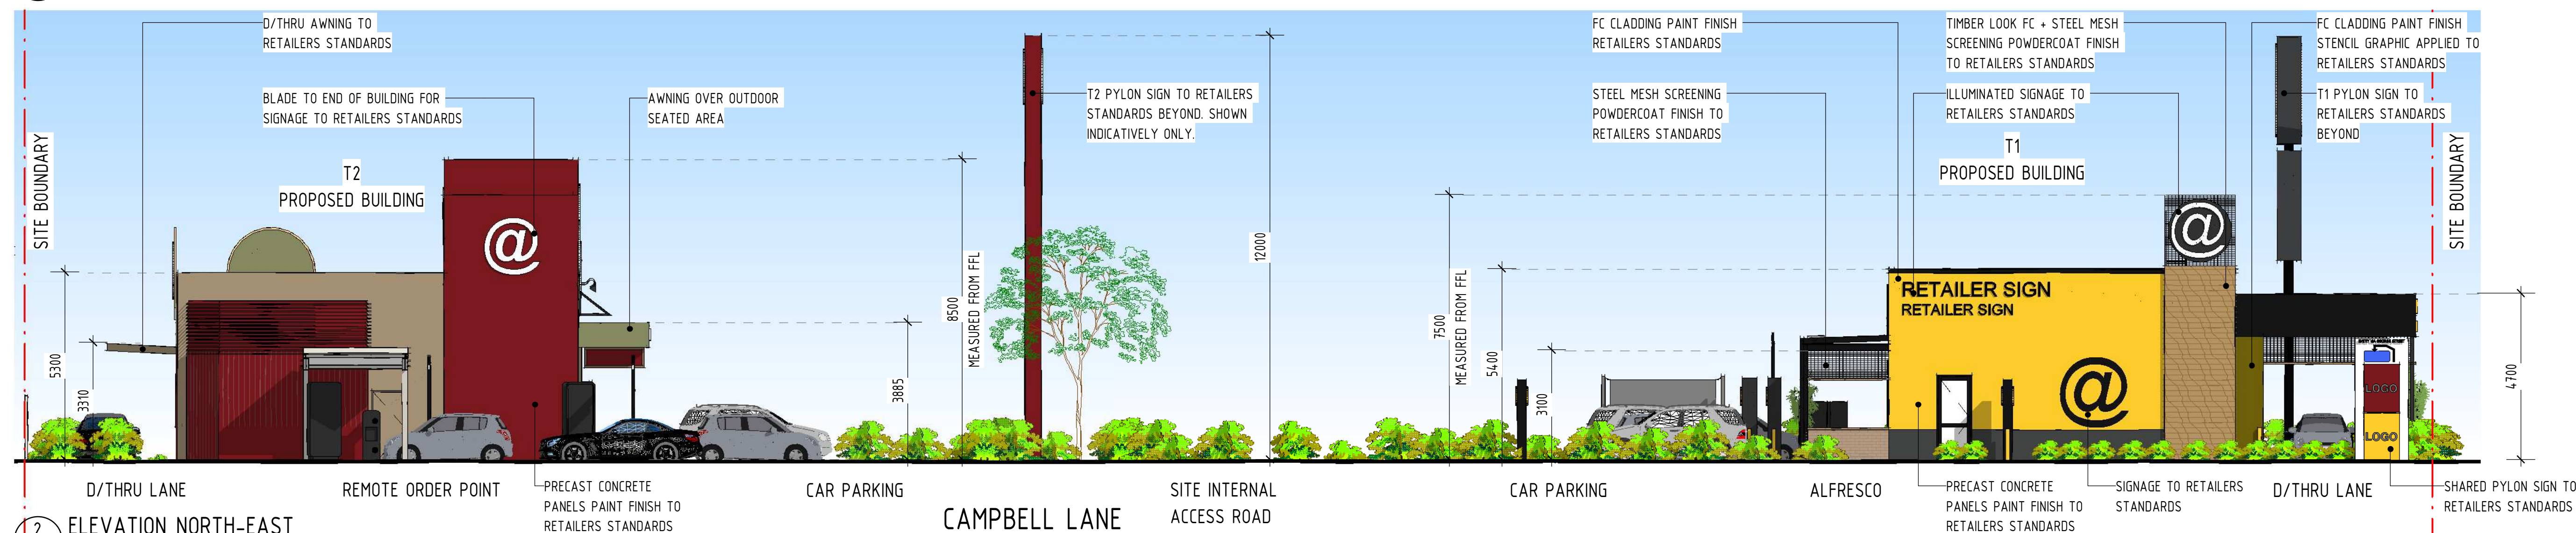 D/THRU AWNING TO
RETAILERS STANDARDS
BLADE TO END OF BUILDING FOR
SIGNAGE TO RETAILERS STANDARDS
AWNING OVER OUTDOOR
SEATED AREA
T2 PYLON SIGN TO RETAILERS
STANDARDS BEYOND. SHOWN
INDICATIVELY ONLY.
FC CLADDING PAINT FINISH
RETAILERS STANDARDS
STEEL MESH SCREENING
POWDERCOAT FINISH TO
RETAILERS STANDARDS
TIMBER LOOK FC + STEEL MESH
SCREENING POWDERCOAT FINISH
TO RETAILERS STANDARDS
ILLUMINATED SIGNAGE TO
RETAILERS STANDARDS
FC CLADDING PAINT FINISH
STENCIL GRAPHIC APPLIED TO
RETAILERS STANDARDS
T1 PYLON SIGN TO
RETAILERS STANDARDS
BEYOND
SITE BOUNDARY
T2
PROPOSED BUILDING
T1
PROPOSED BUILDING
SITE BOUNDARY
@
@
RETAILER SIGN
RETAILER SIGN
@
LOGO
LOGO
5300
3310
3885
8500
MEASURED FROM FFL
12000
7500
MEASURED FROM FFL
5400
3100
4700
D/THRU LANE
REMOTE ORDER POINT
PRECAST CONCRETE
PANELS PAINT FINISH TO
RETAILERS STANDARDS
CAR PARKING
CAMPBELL LANE
SITE INTERNAL
ACCESS ROAD
CAR PARKING
ALFRESCO
PRECAST CONCRETE
PANELS PAINT FINISH TO
RETAILERS STANDARDS
SIGNAGE TO RETAILERS
STANDARDS
D/THRU LANE
SHARED PYLON SIGN TO
RETAILERS STANDARDS
2
ELEVATION NORTH-EAST